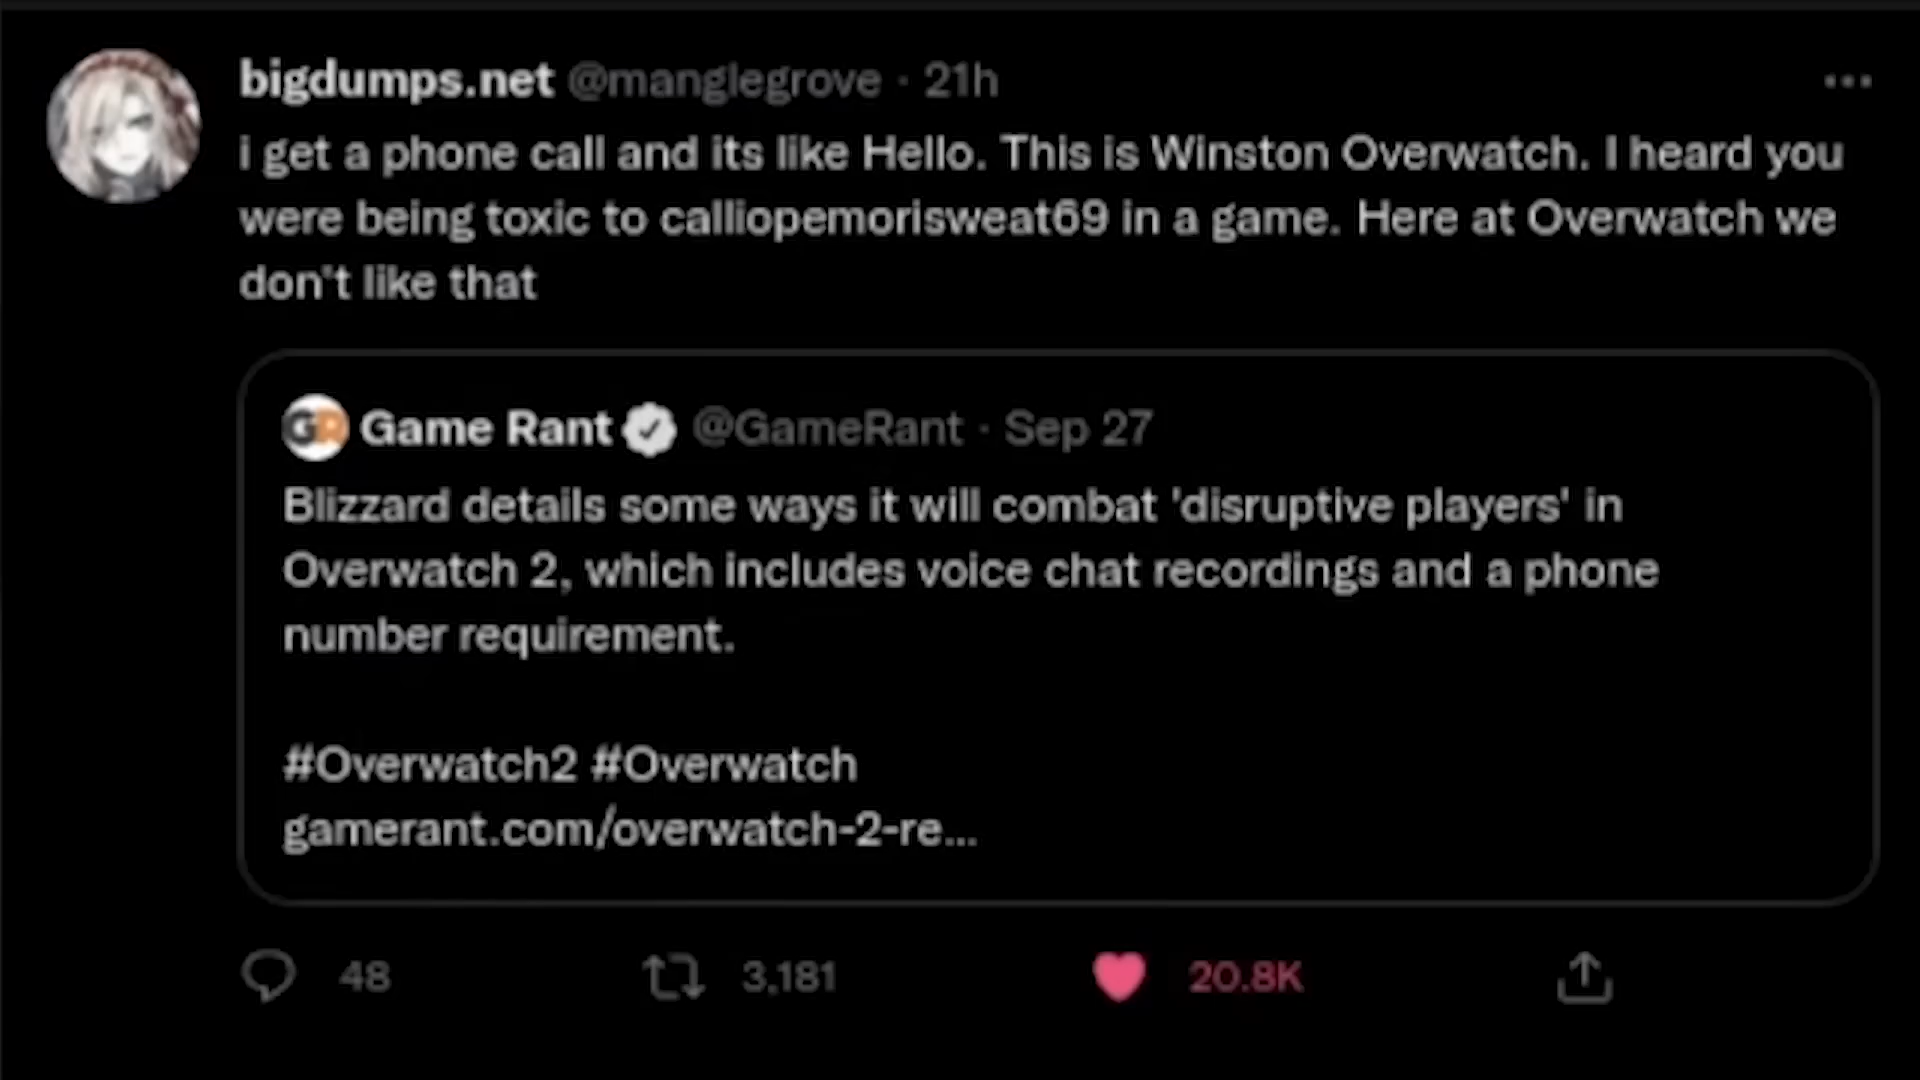 bigdumps.net @manglegrove · 21h
i get a phone call and its like Hello. This is Winston Overwatch. I heard you
were being toxic to calliopemorisweat69 in a game. Here at Overwatch we
don't like that
GR Game Rant @GameRant · Sep 27
Blizzard details some ways it will combat 'disruptive players' in
Overwatch 2, which includes voice chat recordings and a phone
number requirement.
#Overwatch2 #Overwatch
gamerant.com/overwatch-2-re...
48 3,181 20.8K